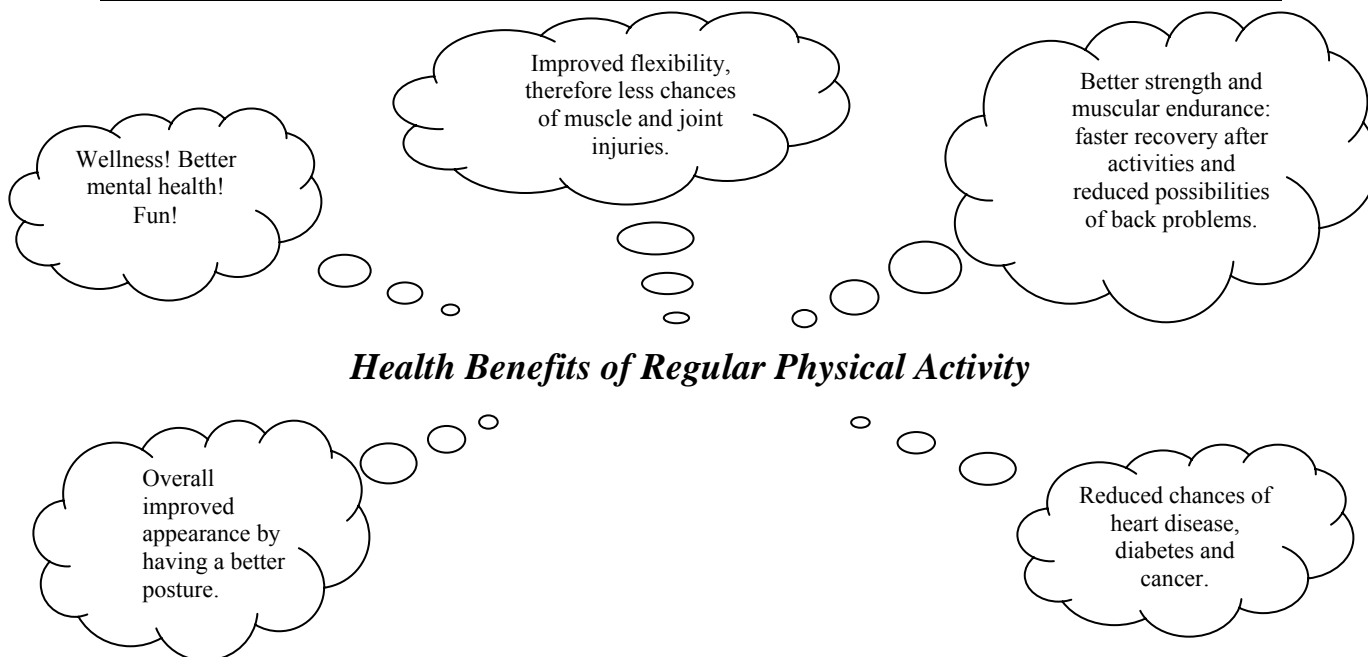 Wellness! Better
mental health!
Fun!
Improved flexibility,
therefore less chances
of muscle and joint
injuries.
Better strength and
muscular endurance:
faster recovery after
activities and
reduced possibilities
of back problems.
Health Benefits of Regular Physical Activity
Overall
improved
appearance by
having a better
posture.
Reduced chances of
heart disease,
diabetes and
cancer.